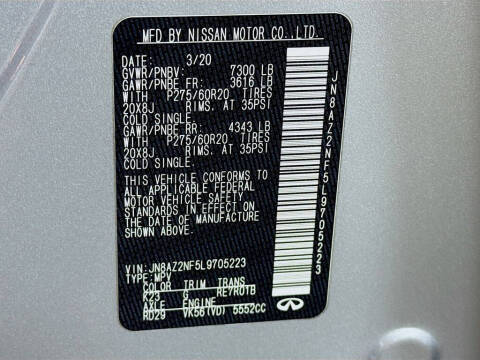 MFD BY NISSAN MOTOR CO., LTD.
DATE: 3/20
GVWR/PNBV: 7300 LB
GAWR/PNBE FR: 3616 LB
WITH P275/60R20 TIRES
20X8J RIMS. AT 35PSI
COLD SINGLE.
GAWR/PNBE RR: 4343 LB
WITH P275/60R20 TIRES
20X8J RIMS. AT 35PSI
COLD SINGLE.
THIS VEHICLE CONFORMS TO
ALL APPLICABLE FEDERAL
MOTOR VEHICLE SAFETY
STANDARDS IN EFFECT ON
THE DATE OF MANUFACTURE
SHOWN ABOVE.
VIN: JN8AZ2NF5L9705223
TYPE: MPV
COLOR TRIM TRANS
K23 G RE7R01B
AXLE ENGINE
RD29 VK56(VD) 5552CC
JN8AZ2NF5L9705223
INFINITI